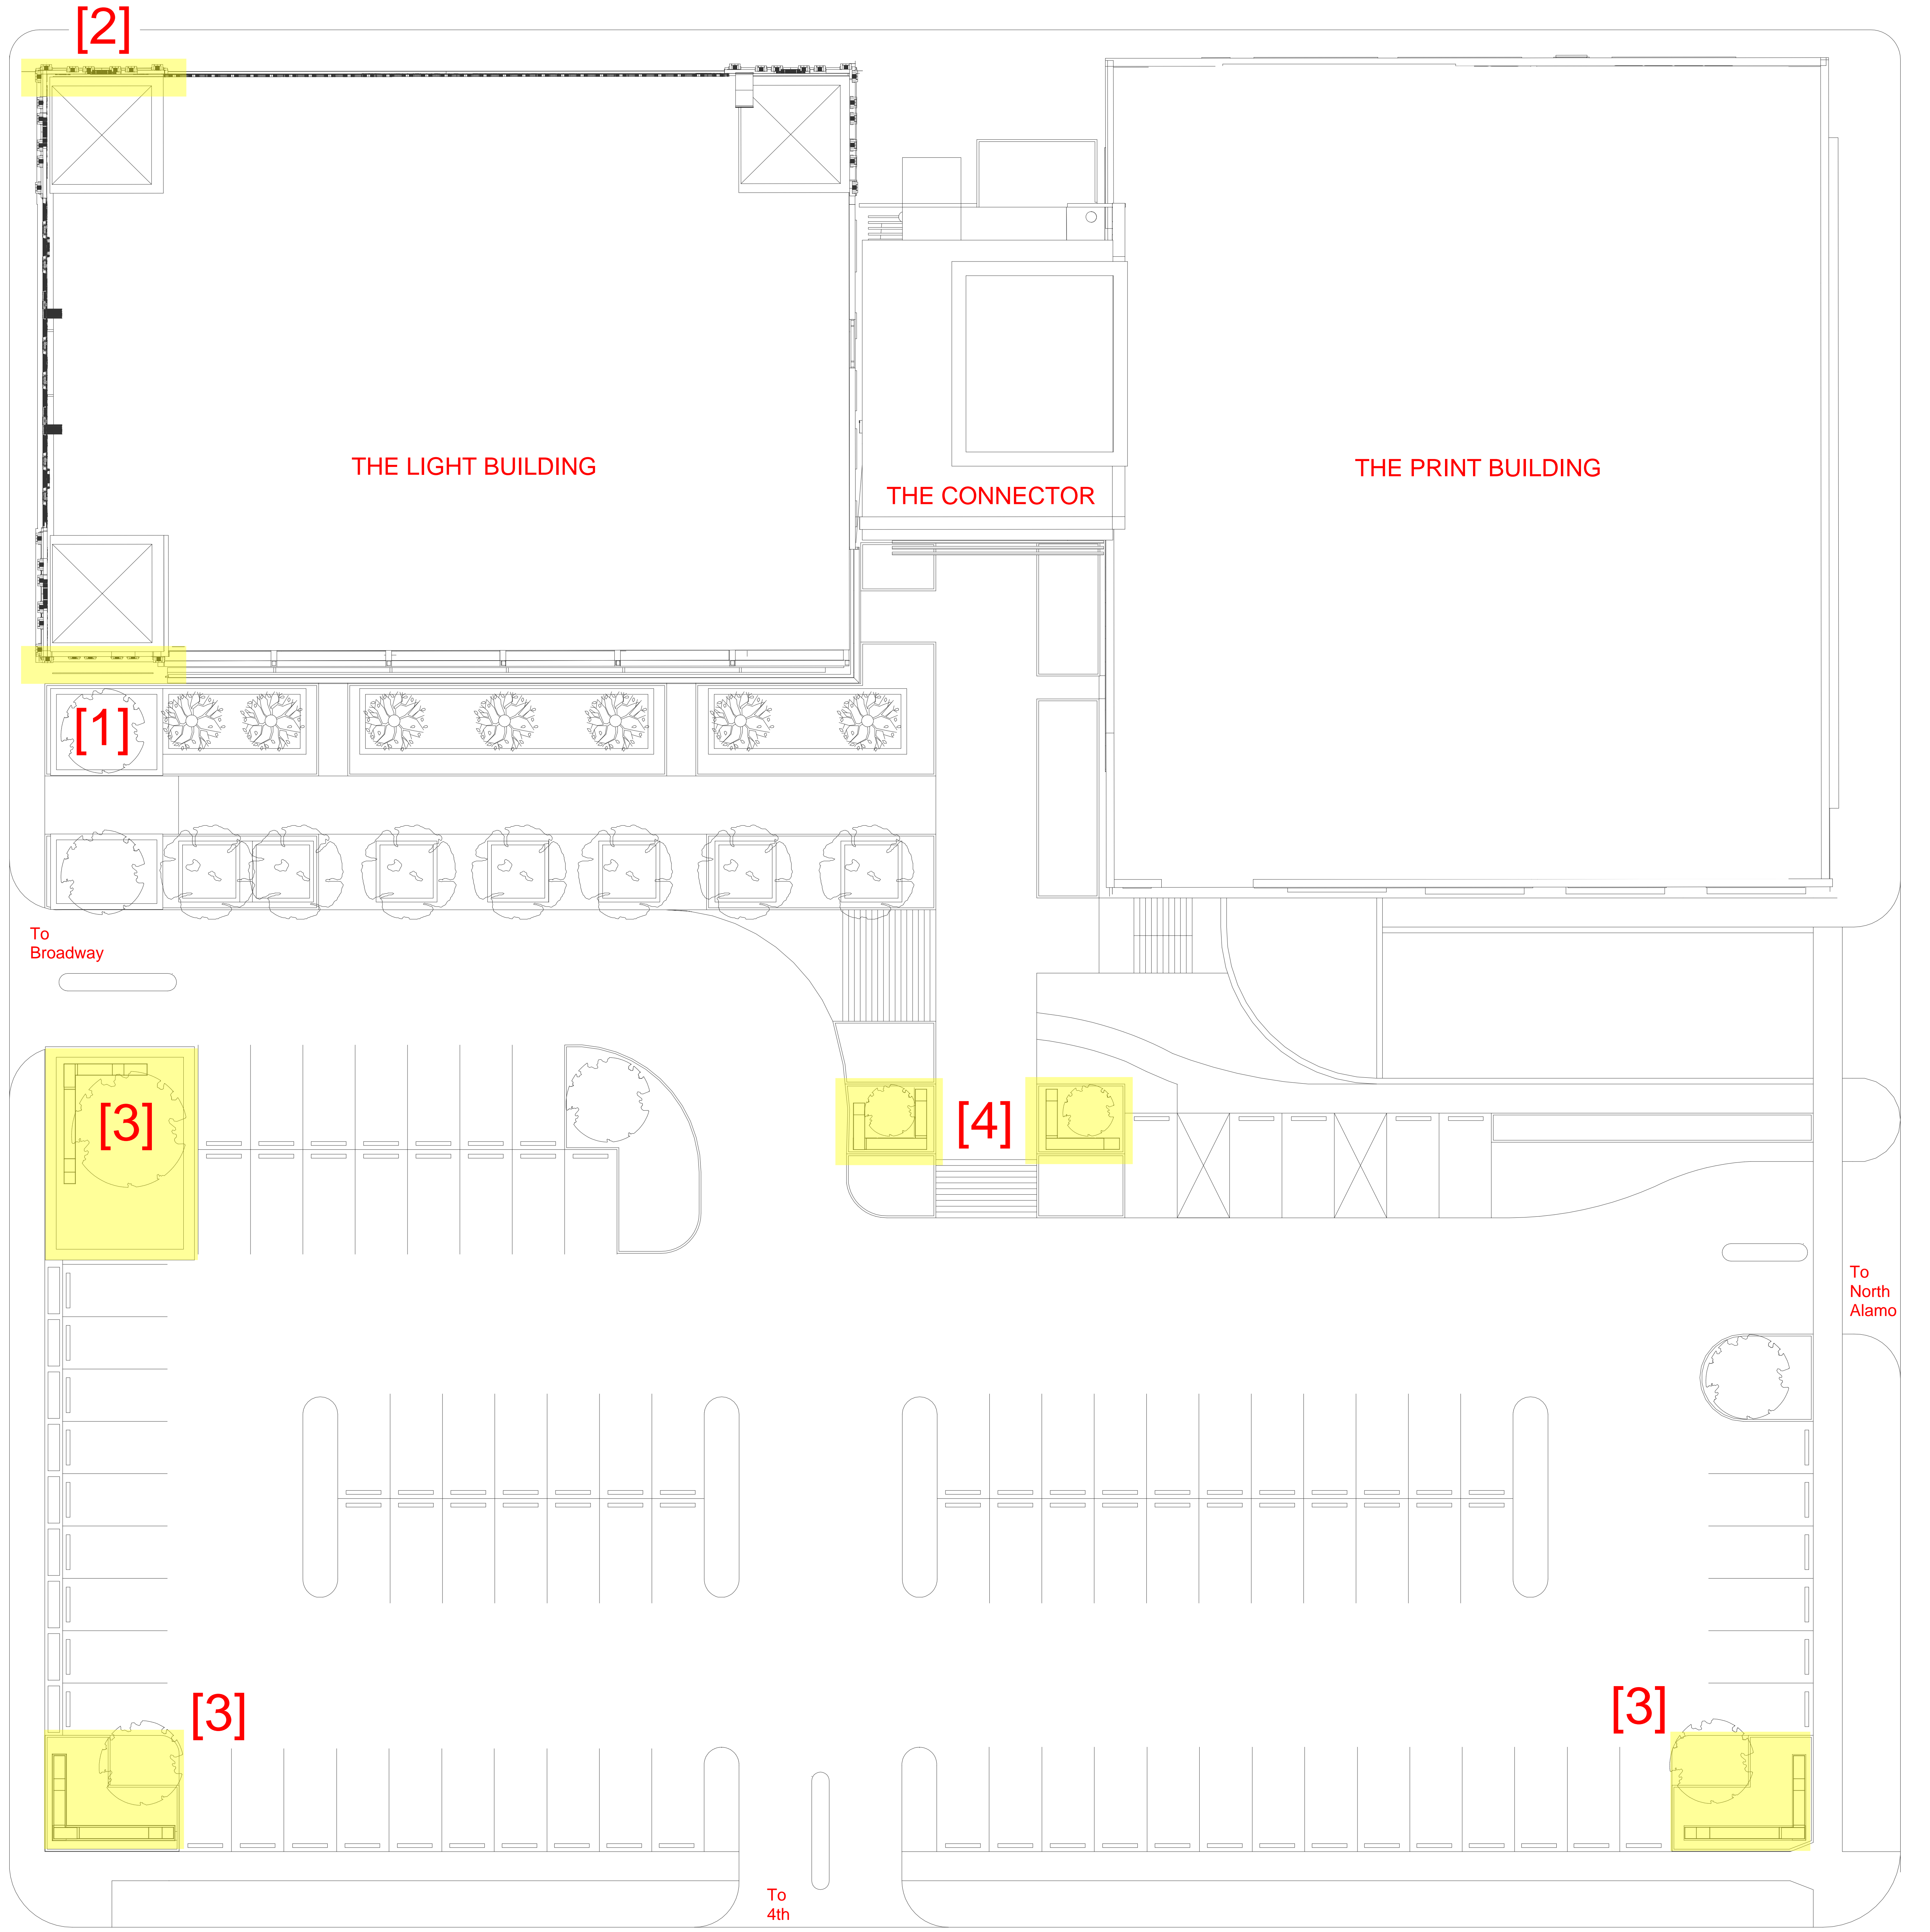 [2]
THE LIGHT BUILDING
THE PRINT BUILDING
THE CONNECTOR
[1]
To
Broadway
[3]
[4]
To
North
Alamo
[3]
[3]
To
4th